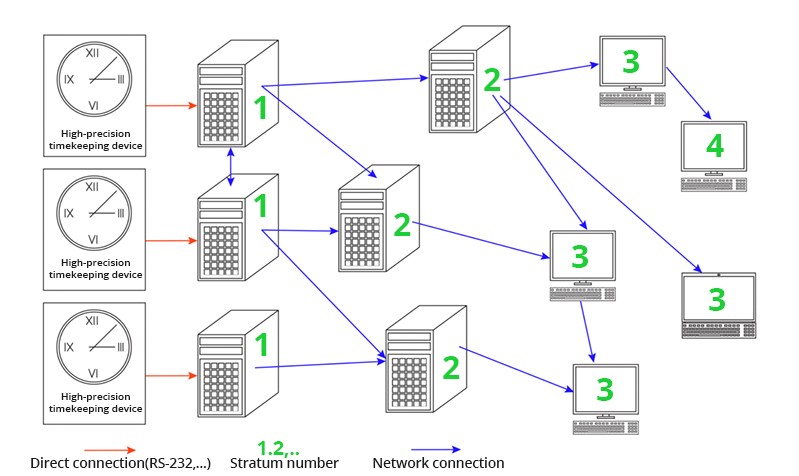 XII
IX
III
VI
High-precision
timekeeping device
1
2
3
4
XII
IX
III
VI
High-precision
timekeeping device
1
2
3
3
XII
IX
III
VI
High-precision
timekeeping device
1
2
3
1.2,..
Direct connection(RS-232,...)
Stratum number
Network connection